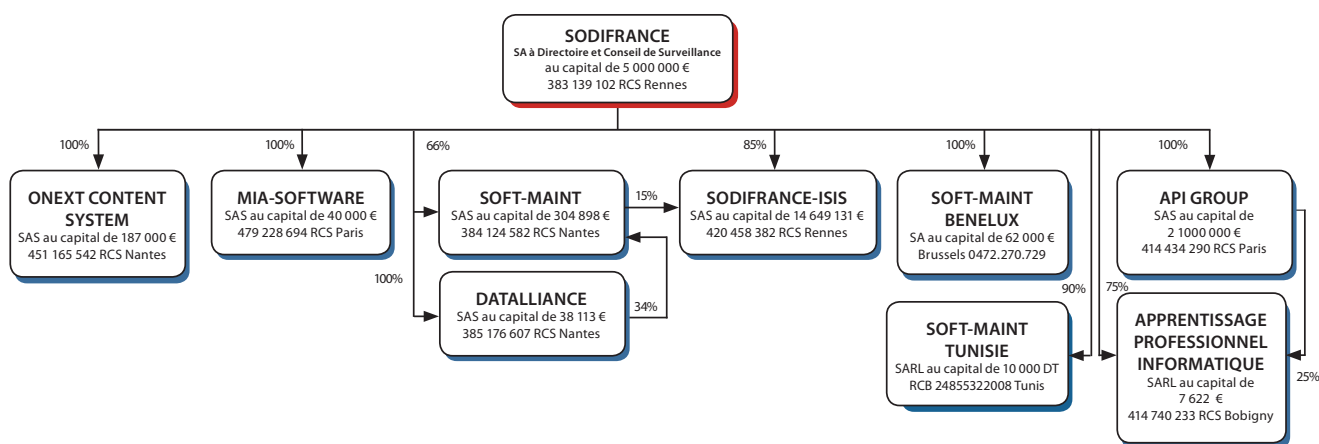 SODIFRANCE
SA à Directoire et Conseil de Surveillance
au capital de 5 000 000 €
383 139 102 RCS Rennes
100%
100%
66%
85%
100%
100%
ONEXT CONTENT
SYSTEM
SAS au capital de 187 000 €
451 165 542 RCS Nantes
MIA-SOFTWARE
SAS au capital de 40 000 €
479 228 694 RCS Paris
SOFT-MAINT
SAS au capital de 304 898 €
384 124 582 RCS Nantes
15%
SODIFRANCE-ISIS
SAS au capital de 14 649 131 €
420 458 382 RCS Rennes
SOFT-MAINT
BENELUX
SA au capital de 62 000 €
Brussels 0472.270.729
API GROUP
SAS au capital de
2 1000 000 €
414 434 290 RCS Paris
100%
DATALLIANCE
SAS au capital de 38 113 €
385 176 607 RCS Nantes
34%
90%
75%
SOFT-MAINT
TUNISIE
SARL au capital de 10 000 DT
RCB 24855322008 Tunis
APPRENTISSAGE
PROFESSIONNEL
INFORMATIQUE
SARL au capital de
7 622 €
414 740 233 RCS Bobigny
25%